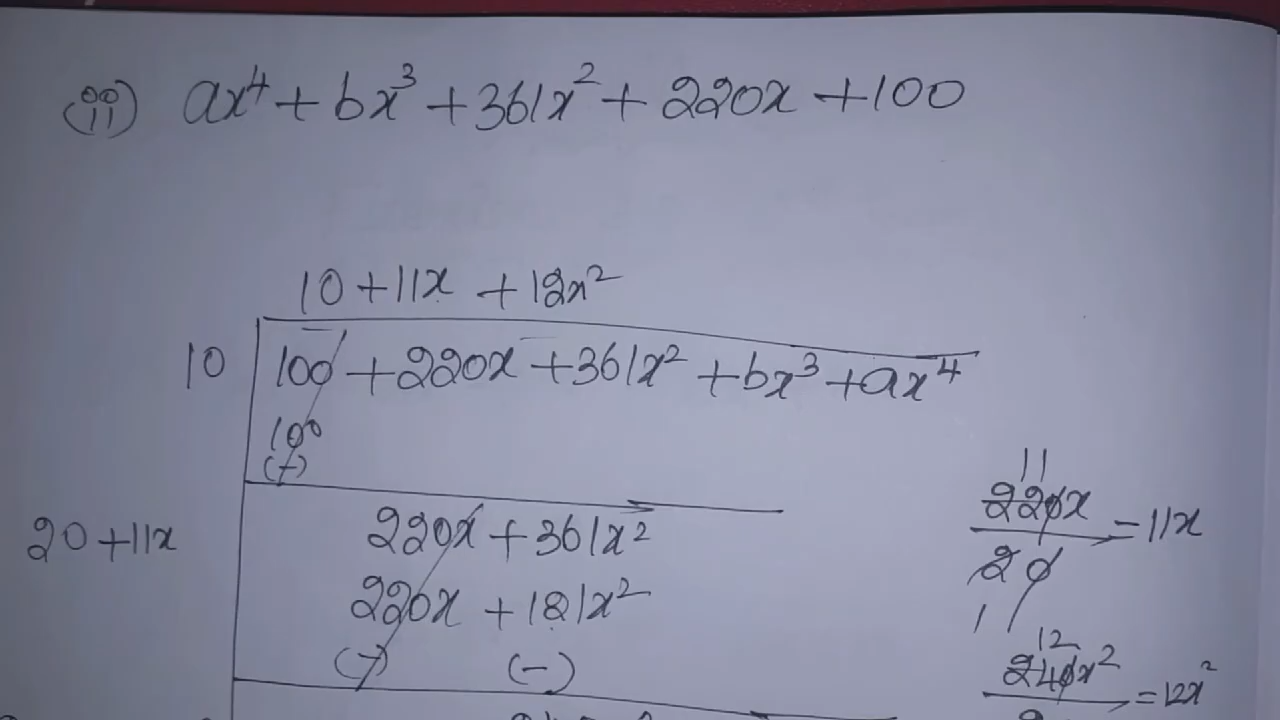 (ii) ax⁴ + bx³ + 361x² + 220x + 100
10 + 11x + 12x²
10 100 + 220x + 361x² + bx³ + ax⁴
100
(-)
20 + 11x 220x + 361x²
220x + 121x²
(-) (-)
11
220x = 11x
20
1
12
240x² = 12x²